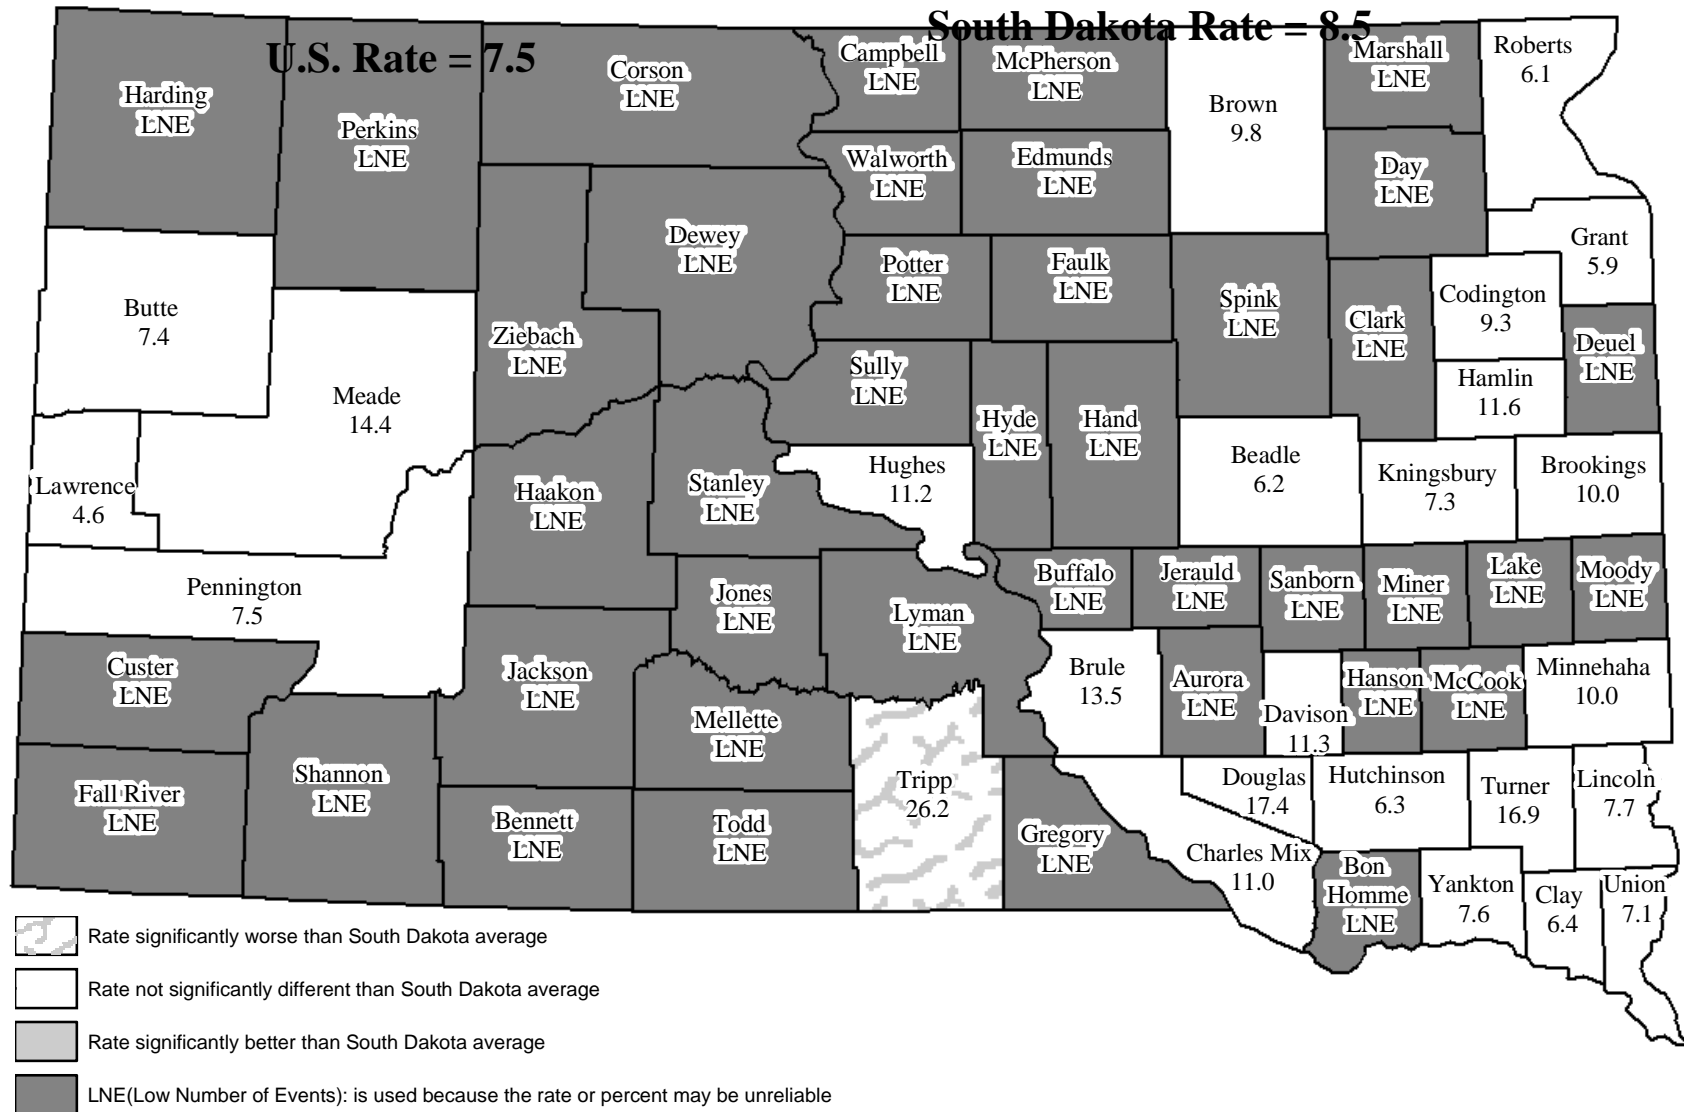 South Dakota Rate = 8.5
U.S. Rate = 7.5
Harding
LNE
Perkins
LNE
Corson
LNE
Campbell
LNE
McPherson
LNE
Brown
9.8
Marshall
LNE
Roberts
6.1
Walworth
LNE
Edmunds
LNE
Day
LNE
Dewey
LNE
Potter
LNE
Faulk
LNE
Grant
5.9
Butte
7.4
Ziebach
LNE
Spink
LNE
Clark
LNE
Codington
9.3
Deuel
LNE
Meade
14.4
Sully
LNE
Hyde
LNE
Hand
LNE
Hamlin
11.6
Lawrence
4.6
Haakon
LNE
Stanley
LNE
Hughes
11.2
Beadle
6.2
Kningsbury
7.3
Brookings
10.0
Pennington
7.5
Jones
LNE
Lyman
LNE
Buffalo
LNE
Jerauld
LNE
Sanborn
LNE
Miner
LNE
Lake
LNE
Moody
LNE
Custer
LNE
Jackson
LNE
Mellette
LNE
Brule
13.5
Aurora
LNE
Davison
11.3
Hanson
LNE
McCook
LNE
Minnehaha
10.0
Fall River
LNE
Shannon
LNE
Bennett
LNE
Todd
LNE
Tripp
26.2
Gregory
LNE
Douglas
17.4
Hutchinson
6.3
Turner
16.9
Lincoln
7.7
Charles Mix
11.0
Bon
Homme
LNE
Yankton
7.6
Clay
6.4
Union
7.1
Rate significantly worse than South Dakota average
Rate not significantly different than South Dakota average
Rate significantly better than South Dakota average
LNE(Low Number of Events): is used because the rate or percent may be unreliable